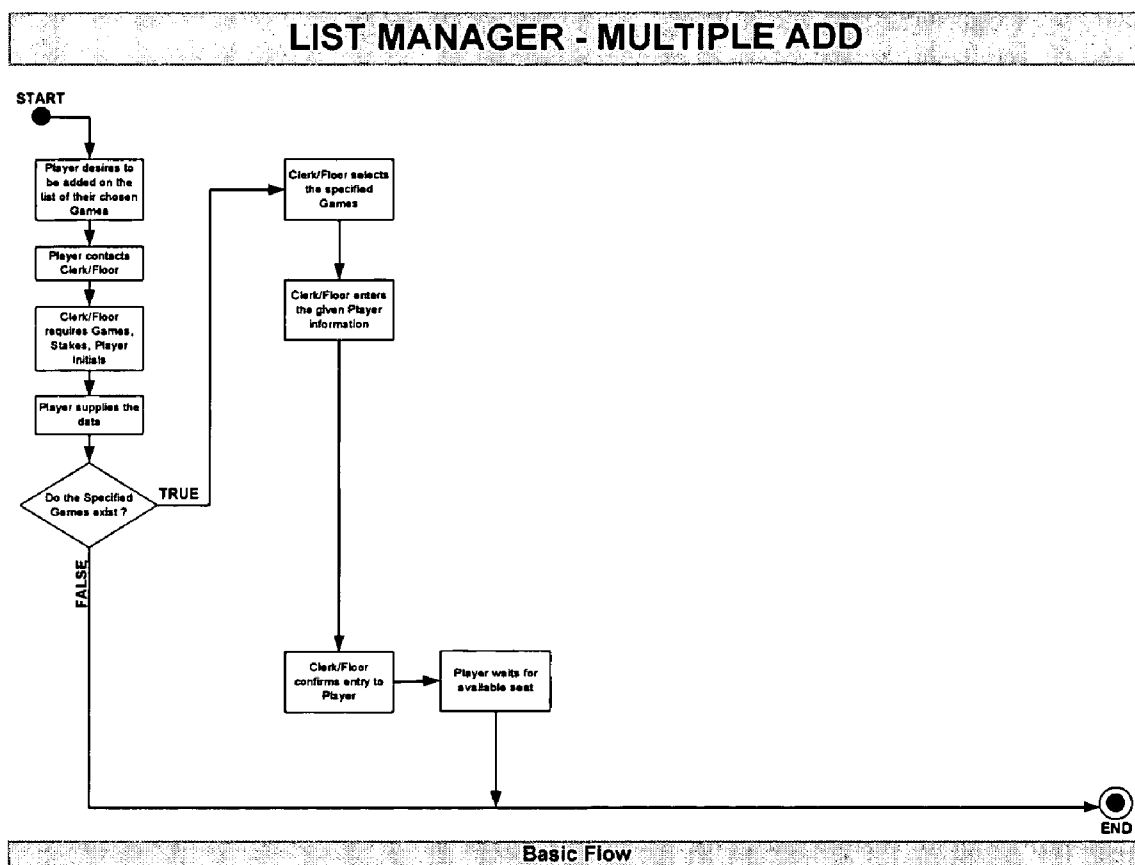 LIST MANAGER - MULTIPLE ADD
START
Player desires to
be added on the
list of their chosen
Games
Player contacts
Clerk/Floor
Clerk/Floor
requires Games,
Stakes, Player
Initials
Player supplies the
data
Do the Specified
Games exist ?
TRUE
FALSE
Clerk/Floor selects
the specified
Games
Clerk/Floor enters
the given Player
information
Clerk/Floor
confirms entry to
Player
Player waits for
available seat
END
Basic Flow